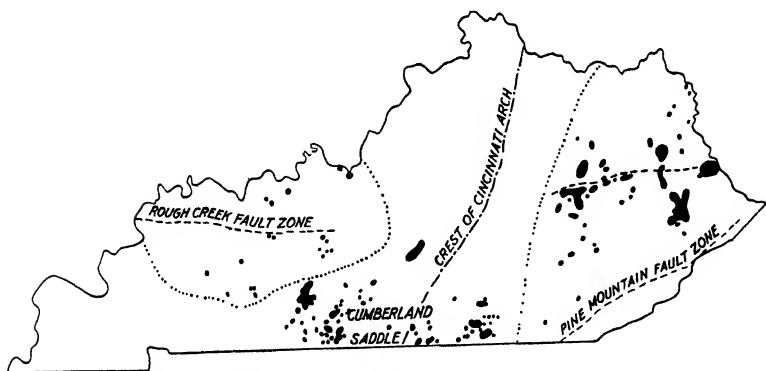 ROUGH CREEK FAULT ZONE
CREST OF CINCINNATI ARCH
PINE MOUNTAIN FAULT ZONE
CUMBERLAND
SADDLE